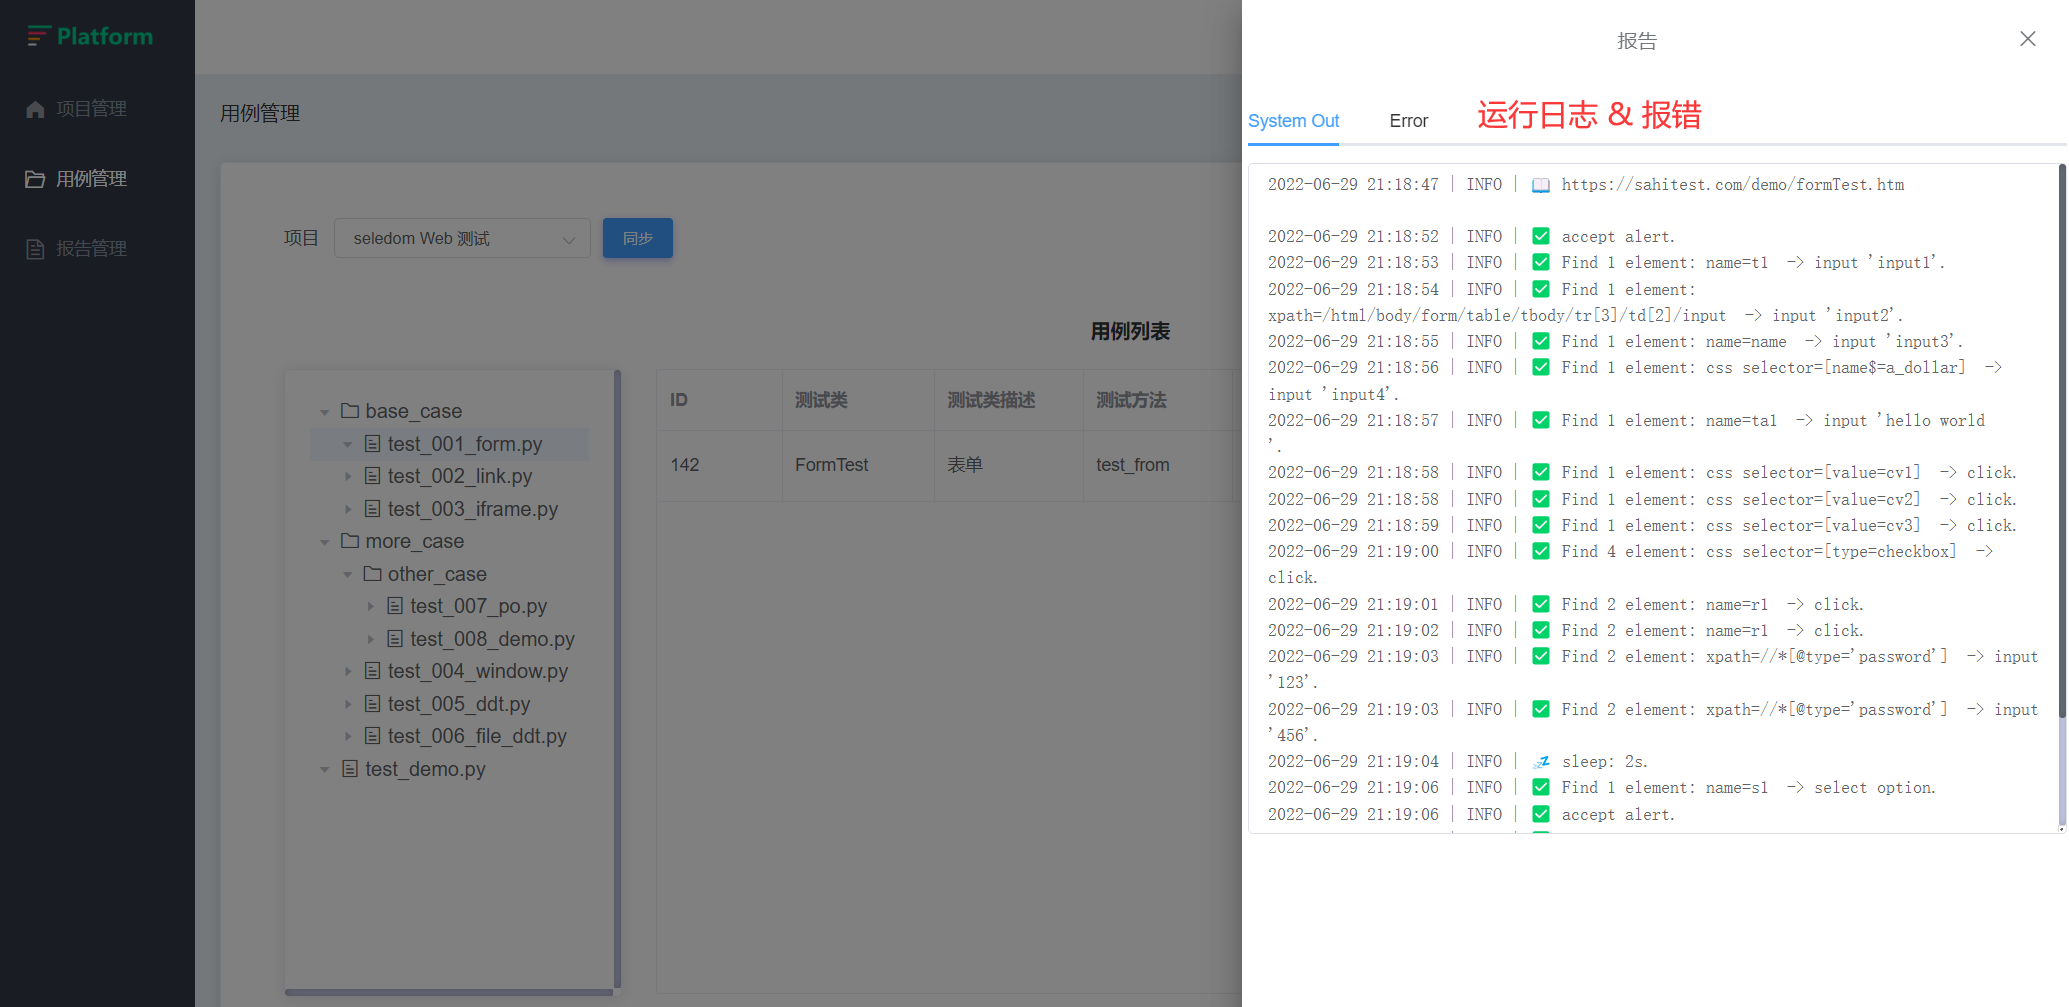 Platform
项目管理
用例管理
报告管理
用例管理
项目
seledom Web 测试
同步
用例列表
base_case
test_001_form.py
test_002_link.py
test_003_iframe.py
more_case
other_case
test_007_po.py
test_008_demo.py
test_004_window.py
test_005_ddt.py
test_006_file_ddt.py
test_demo.py
ID 测试类 测试类描述 测试方法
142 FormTest 表单 test_from
报告
System Out Error 运行日志 & 报错
2022-06-29 21:18:47 | INFO | 📖 https://sahitest.com/demo/formTest.htm
2022-06-29 21:18:52 | INFO | ✅ accept alert.
2022-06-29 21:18:53 | INFO | ✅ Find 1 element: name=t1 -> input 'input1'.
2022-06-29 21:18:54 | INFO | ✅ Find 1 element:
xpath=/html/body/form/table/tbody/tr[3]/td[2]/input -> input 'input2'.
2022-06-29 21:18:55 | INFO | ✅ Find 1 element: name=name -> input 'input3'.
2022-06-29 21:18:56 | INFO | ✅ Find 1 element: css selector=[name$=a_dollar] ->
input 'input4'.
2022-06-29 21:18:57 | INFO | ✅ Find 1 element: name=ta1 -> input 'hello world
'.
2022-06-29 21:18:58 | INFO | ✅ Find 1 element: css selector=[value=cv1] -> click.
2022-06-29 21:18:58 | INFO | ✅ Find 1 element: css selector=[value=cv2] -> click.
2022-06-29 21:18:59 | INFO | ✅ Find 1 element: css selector=[value=cv3] -> click.
2022-06-29 21:19:00 | INFO | ✅ Find 4 element: css selector=[type=checkbox] ->
click.
2022-06-29 21:19:01 | INFO | ✅ Find 2 element: name=r1 -> click.
2022-06-29 21:19:02 | INFO | ✅ Find 2 element: name=r1 -> click.
2022-06-29 21:19:03 | INFO | ✅ Find 2 element: xpath=//*[@type='password'] -> input
'123'.
2022-06-29 21:19:03 | INFO | ✅ Find 2 element: xpath=//*[@type='password'] -> input
'456'.
2022-06-29 21:19:04 | INFO | 💤 sleep: 2s.
2022-06-29 21:19:06 | INFO | ✅ Find 1 element: name=s1 -> select option.
2022-06-29 21:19:06 | INFO | ✅ accept alert.